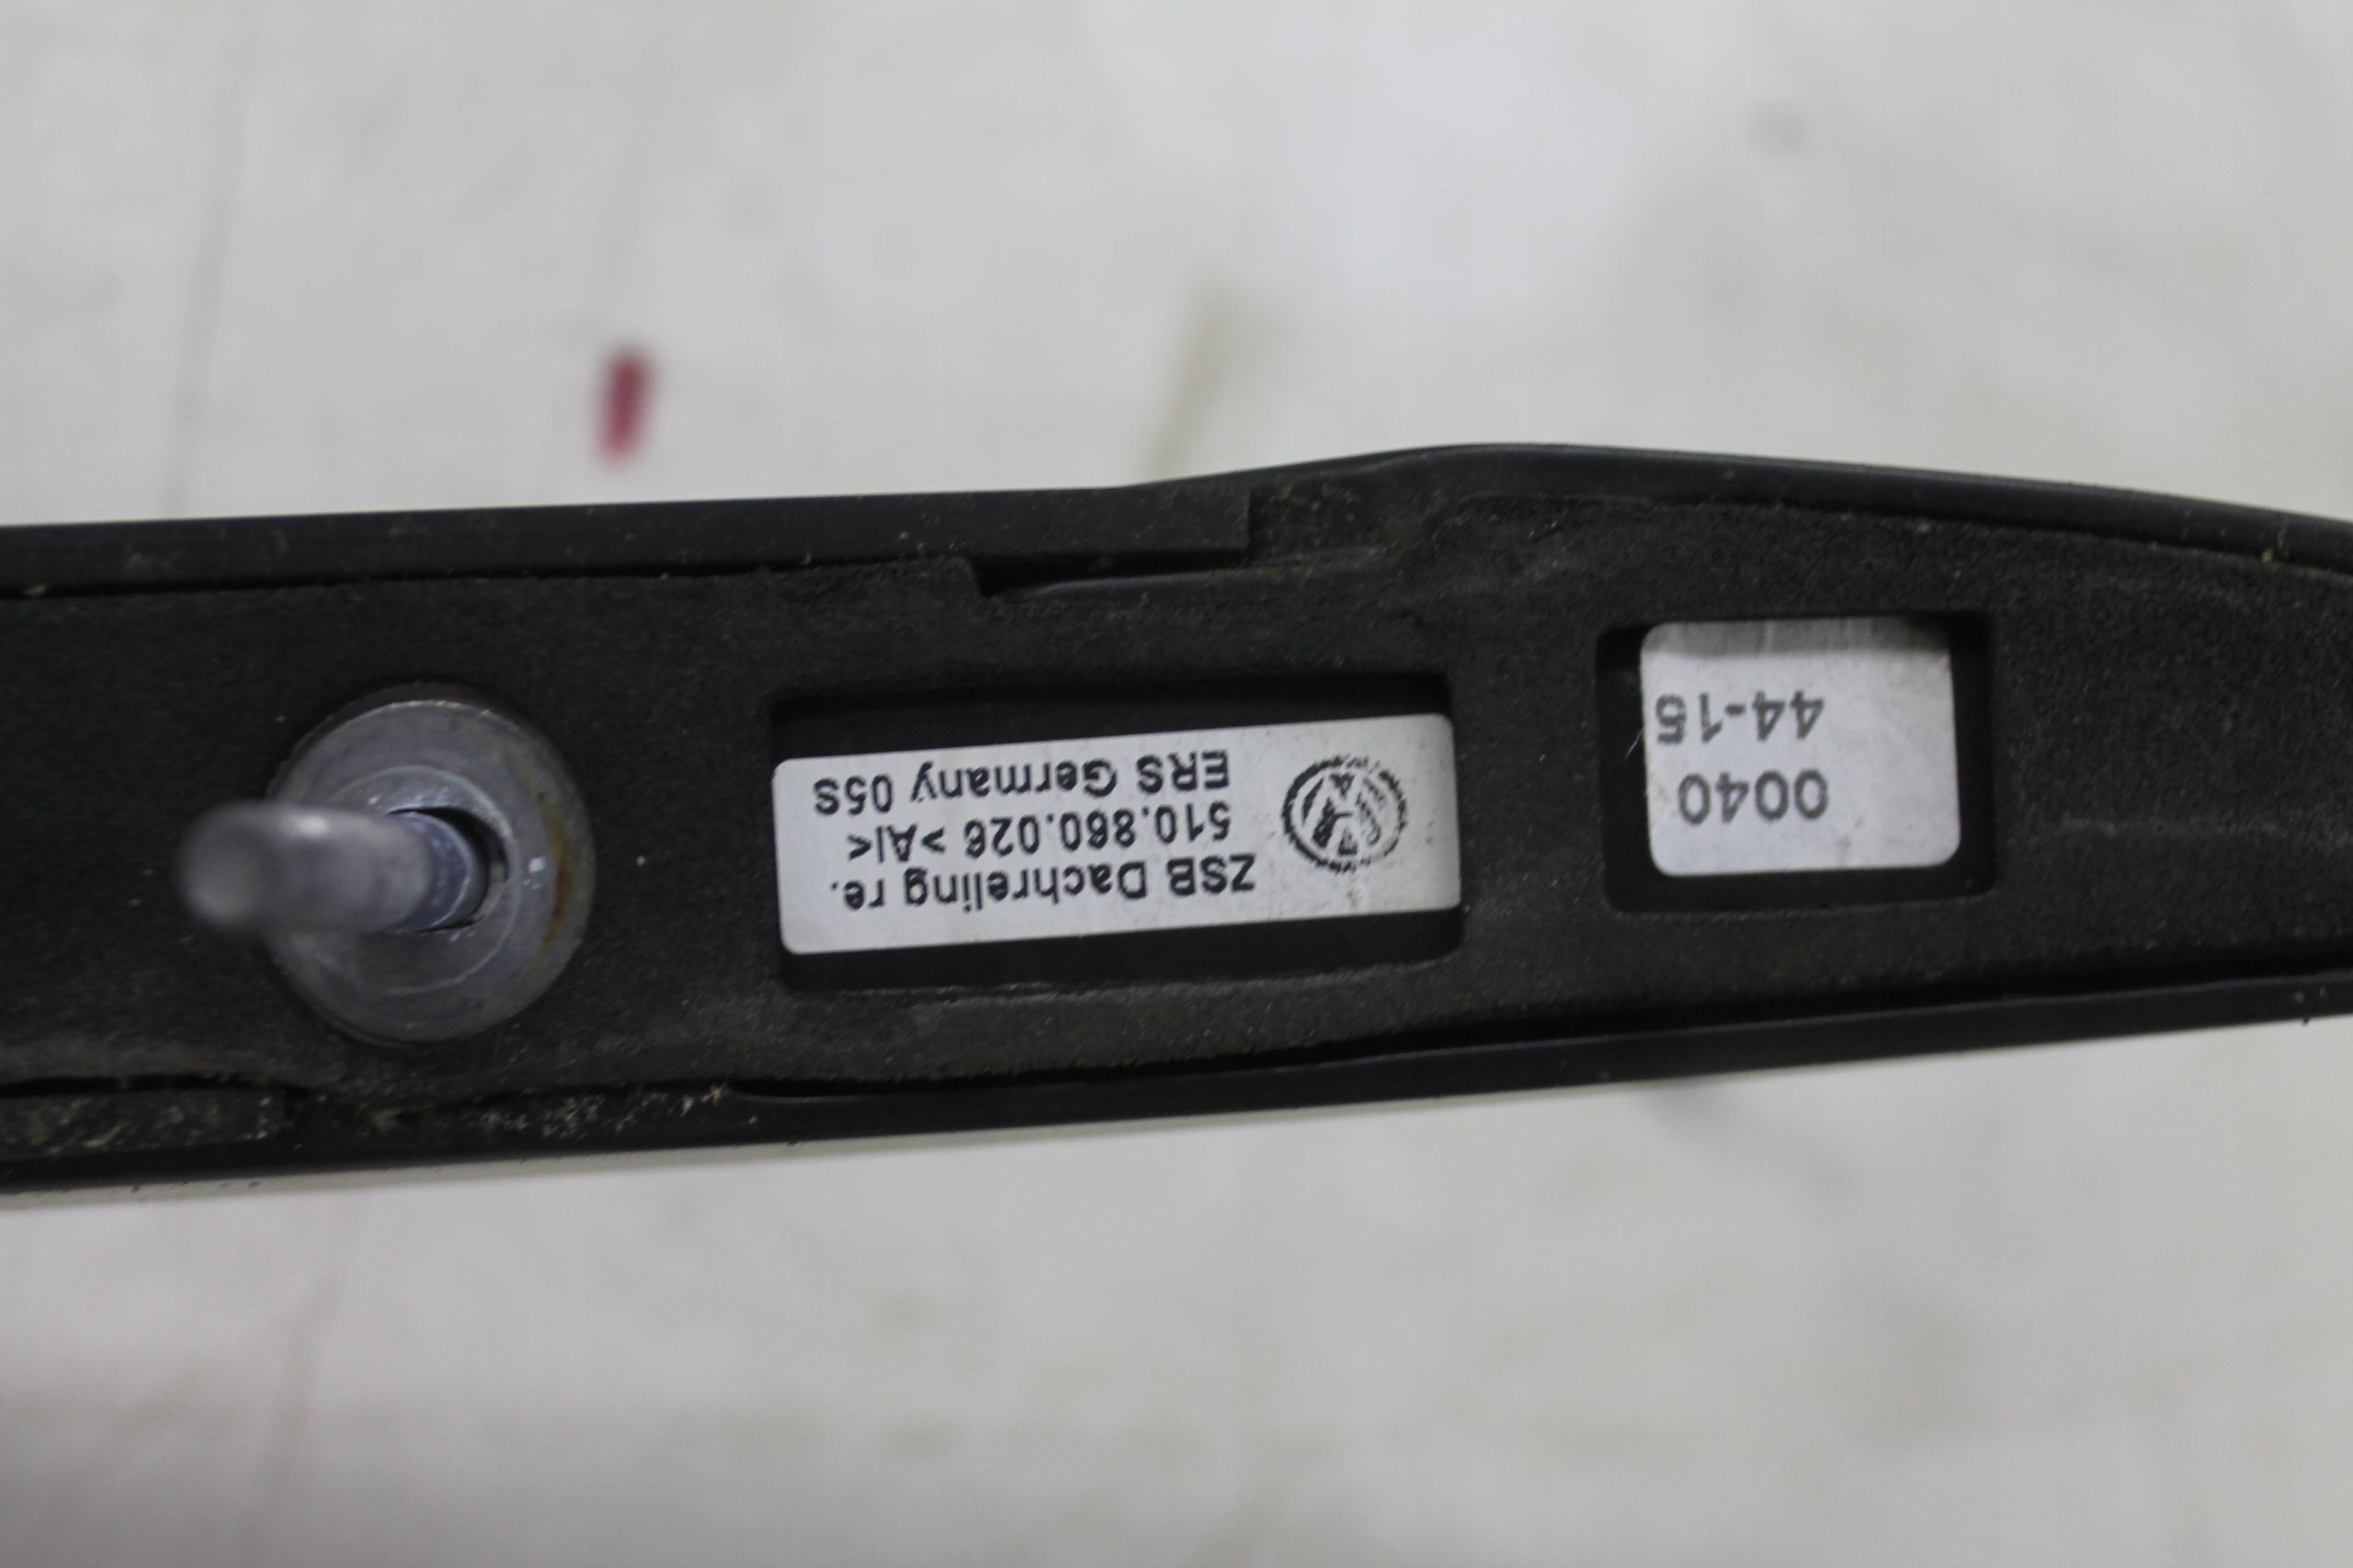 ZSB Dachreling re.
510.860.026 >Al<
ERS Germany 05S
0040
44-15